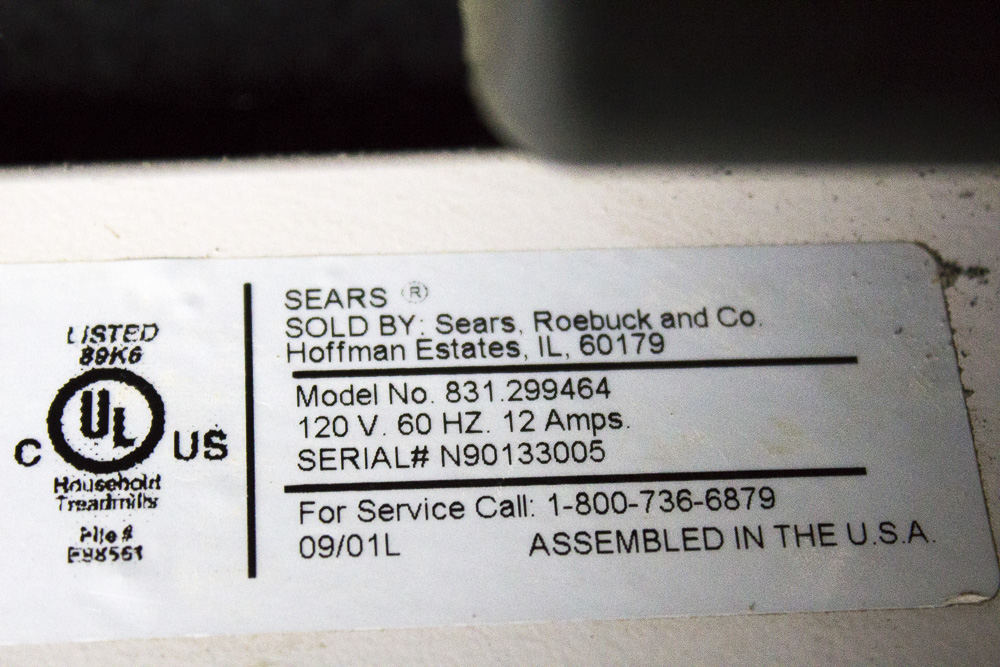 LISTED
89K6
C UL US
Household
Treadmills
File #
E88561
SEARS ®
SOLD BY: Sears, Roebuck and Co.
Hoffman Estates, IL, 60179
Model No. 831.299464
120 V. 60 HZ. 12 Amps.
SERIAL# N90133005
For Service Call: 1-800-736-6879
09/01L ASSEMBLED IN THE U.S.A.